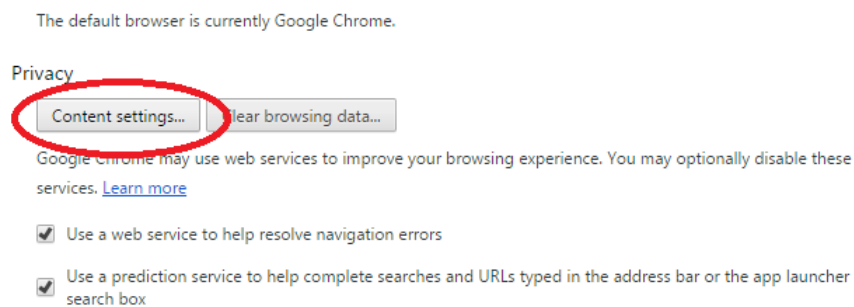 The default browser is currently Google Chrome.
Privacy
Content settings... Clear browsing data...
Google Chrome may use web services to improve your browsing experience. You may optionally disable these
services. Learn more
Use a web service to help resolve navigation errors
Use a prediction service to help complete searches and URLs typed in the address bar or the app launcher
search box